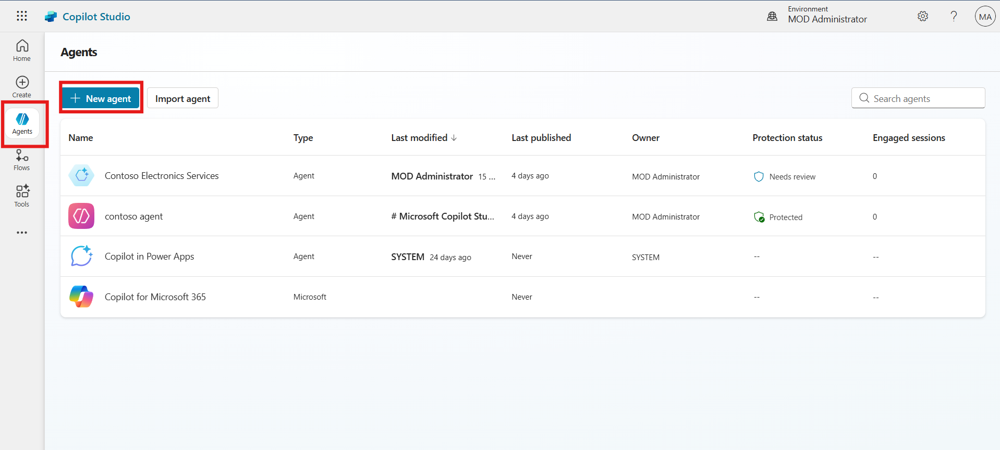 Copilot Studio
Environment
MOD Administrator
?
MA
Home
Create
Agents
Flows
Tools
Agents
New agent
Import agent
Search agents
Name Type Last modified ↓ Last published Owner Protection status Engaged sessions
Contoso Electronics Services Agent MOD Administrator 15 ... 4 days ago MOD Administrator Needs review 0
contoso agent Agent # Microsoft Copilot Stu... 4 days ago MOD Administrator Protected 0
Copilot in Power Apps Agent SYSTEM 24 days ago Never SYSTEM -- --
Copilot for Microsoft 365 Microsoft Never -- --